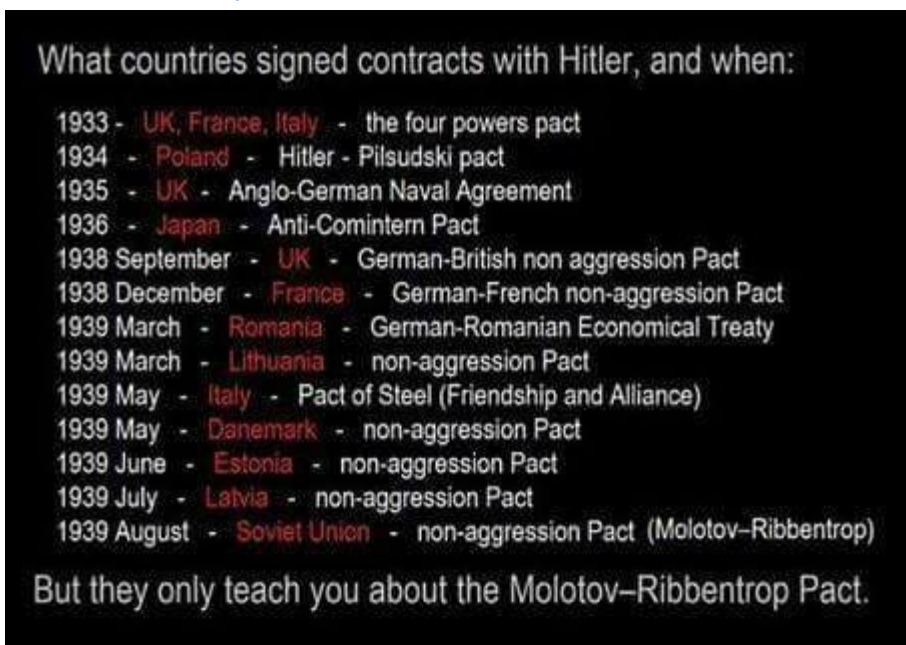 What countries signed contracts with Hitler, and when:
1933 - UK, France, Italy - the four powers pact
1934 - Poland - Hitler - Pilsudski pact
1935 - UK - Anglo-German Naval Agreement
1936 - Japan - Anti-Comintern Pact
1938 September - UK - German-British non aggression Pact
1938 December - France - German-French non-aggression Pact
1939 March - Romania - German-Romanian Economical Treaty
1939 March - Lithuania - non-aggression Pact
1939 May - Italy - Pact of Steel (Friendship and Alliance)
1939 May - Danemark - non-aggression Pact
1939 June - Estonia - non-aggression Pact
1939 July - Latvia - non-aggression Pact
1939 August - Soviet Union - non-aggression Pact (Molotov–Ribbentrop)
But they only teach you about the Molotov–Ribbentrop Pact.